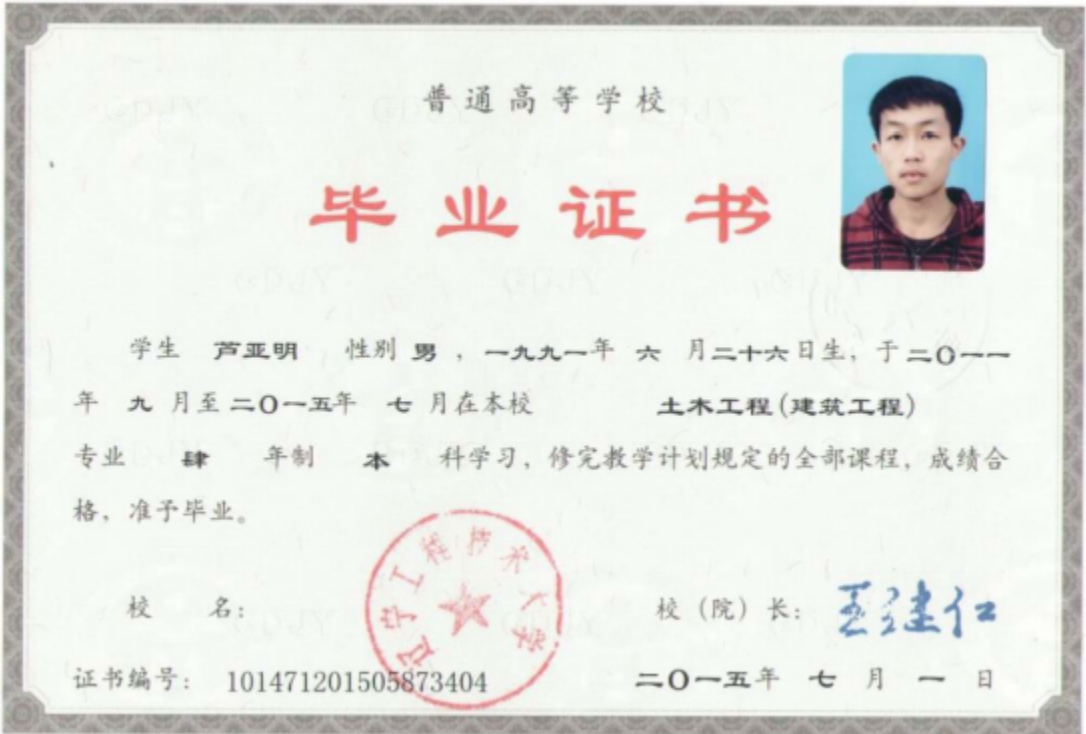 普通高等学校
毕业证书
学生 芦亚明 性别 男 ，一九九一年 六 月二十六日生，于二〇一一
年 九 月至二〇一五年 七 月在本校 土木工程(建筑工程)
专业 肆 年制 本 科学习，修完教学计划规定的全部课程，成绩合
格，准予毕业。
辽宁工程技术大学
校 名： 校（院）长：
证书编号： 101471201505873404 二〇一五年 七 月 一 日